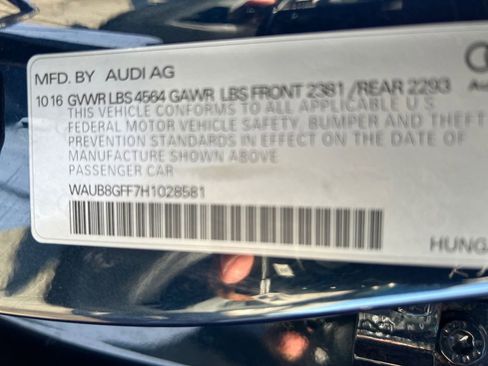 MFD. BY AUDI AG
10 16 GVWR LBS 4564 GAWR LBS FRONT 2381 /REAR 2293
THIS VEHICLE CONFORMS TO ALL APPLICABLE U S
FEDERAL MOTOR VEHICLE SAFETY, BUMPER AND THEFT
PREVENTION STANDARDS IN EFFECT ON THE DATE OF
MANUFACTURE SHOWN ABOVE
PASSENGER CAR
WAUB8GFF7H1028581